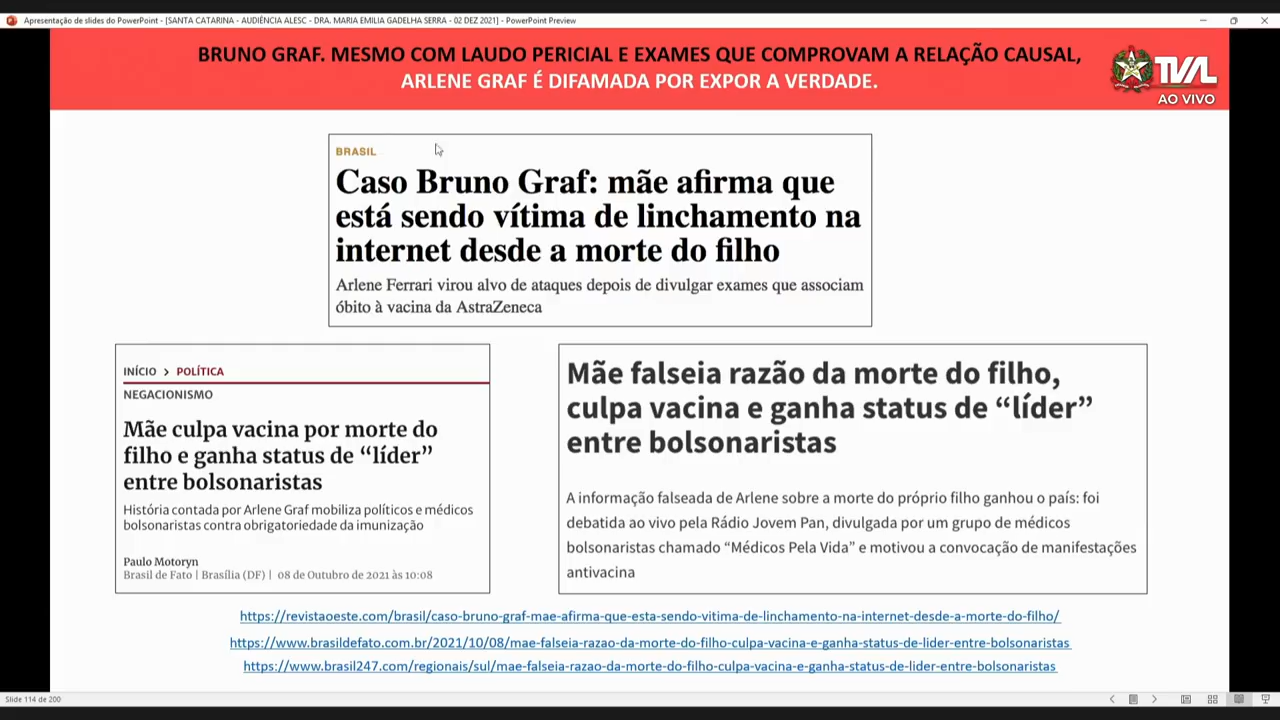 Apresentação de slides do PowerPoint - [SANTA CATARINA - AUDIÊNCIA ALESC - DRA. MARIA EMILIA GADELHA SERRA - 02 DEZ 2021] - PowerPoint Preview
BRUNO GRAF. MESMO COM LAUDO PERICIAL E EXAMES QUE COMPROVAM A RELAÇÃO CAUSAL,
ARLENE GRAF É DIFAMADA POR EXPOR A VERDADE.
TVAL
AO VIVO
BRASIL
Caso Bruno Graf: mãe afirma que
está sendo vítima de linchamento na
internet desde a morte do filho
Arlene Ferrari virou alvo de ataques depois de divulgar exames que associam
óbito à vacina da AstraZeneca
INÍCIO > POLÍTICA
NEGACIONISMO
Mãe culpa vacina por morte do
filho e ganha status de “líder”
entre bolsonaristas
História contada por Arlene Graf mobiliza políticos e médicos
bolsonaristas contra obrigatoriedade da imunização
Paulo Motoryn
Brasil de Fato | Brasília (DF) | 08 de Outubro de 2021 às 10:08
Mãe falseia razão da morte do filho,
culpa vacina e ganha status de “líder”
entre bolsonaristas
A informação falseada de Arlene sobre a morte do próprio filho ganhou o país: foi
debatida ao vivo pela Rádio Jovem Pan, divulgada por um grupo de médicos
bolsonaristas chamado “Médicos Pela Vida” e motivou a convocação de manifestações
antivacina
https://revistaoeste.com/brasil/caso-bruno-graf-mae-afirma-que-esta-sendo-vitima-de-linchamento-na-internet-desde-a-morte-do-filho/
https://www.brasildefato.com.br/2021/10/08/mae-falseia-razao-da-morte-do-filho-culpa-vacina-e-ganha-status-de-lider-entre-bolsonaristas
https://www.brasil247.com/regionais/sul/mae-falseia-razao-da-morte-do-filho-culpa-vacina-e-ganha-status-de-lider-entre-bolsonaristas
Slide 114 de 200